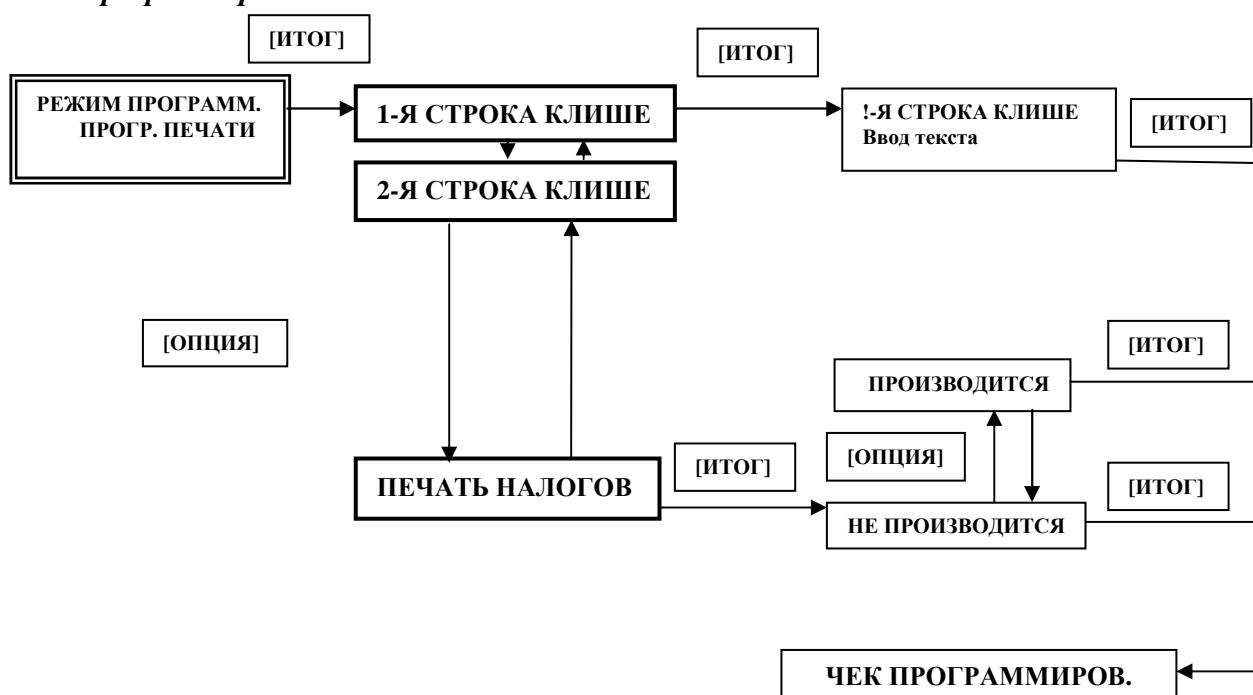 [ИТОГ]
[ИТОГ]
РЕЖИМ ПРОГРАММ.
ПРОГР. ПЕЧАТИ
1-Я СТРОКА КЛИШЕ
!-Я СТРОКА КЛИШЕ
Ввод текста
[ИТОГ]
2-Я СТРОКА КЛИШЕ
[ОПЦИЯ]
[ИТОГ]
ПРОИЗВОДИТСЯ
[ИТОГ]
[ОПЦИЯ]
ПЕЧАТЬ НАЛОГОВ
[ИТОГ]
НЕ ПРОИЗВОДИТСЯ
ЧЕК ПРОГРАММИРОВ.